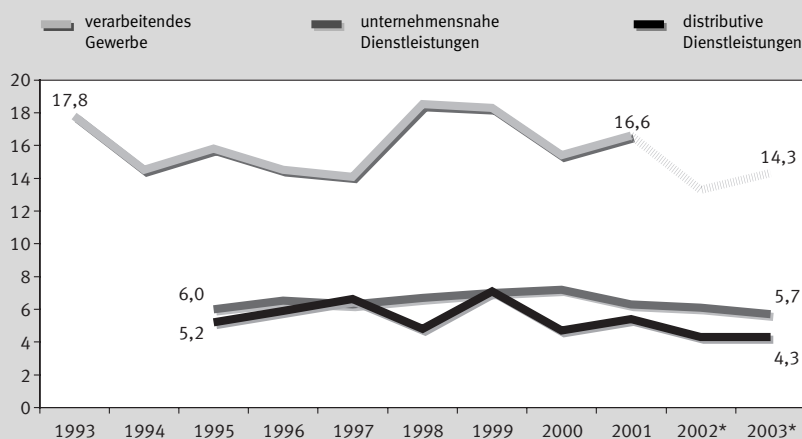 verarbeitendes
Gewerbe
unternehmensnahe
Dienstleistungen
distributive
Dienstleistungen
20
18
16
14
12
10
8
6
4
2
0
17,8
16,6
14,3
6,0
5,2
5,7
4,3
1993 1994 1995 1996 1997 1998 1999 2000 2001 2002* 2003*